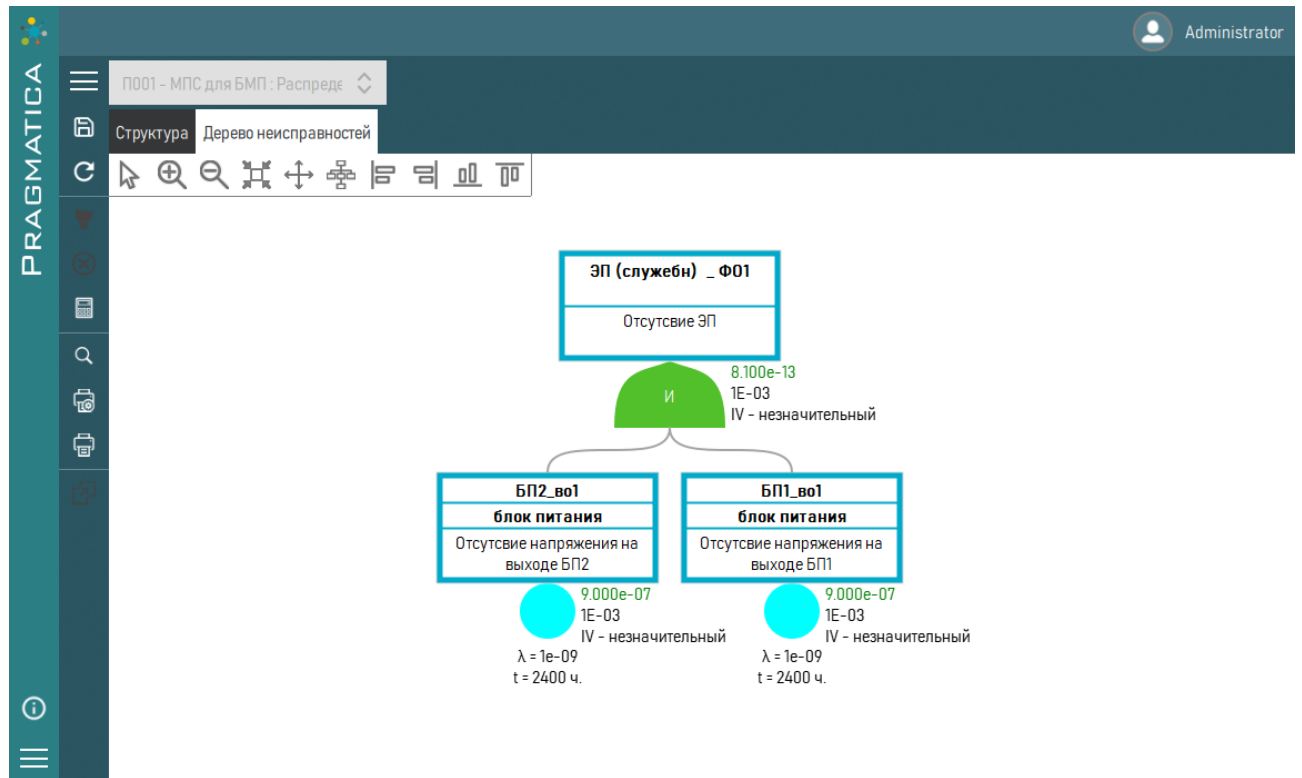 Administrator
PRAGMATICA
П001 - МПС для БМП : Распреде
Структура
Дерево неисправностей
ЭП (служебн) _ ФО1
Отсутсвие ЭП
И
8.100e-13
1E-03
IV - незначительный
БП2_во1
блок питания
Отсутсвие напряжения на
выходе БП2
9.000e-07
1E-03
IV - незначительный
λ = 1e-09
t = 2400 ч.
БП1_во1
блок питания
Отсутсвие напряжения на
выходе БП1
9.000e-07
1E-03
IV - незначительный
λ = 1e-09
t = 2400 ч.